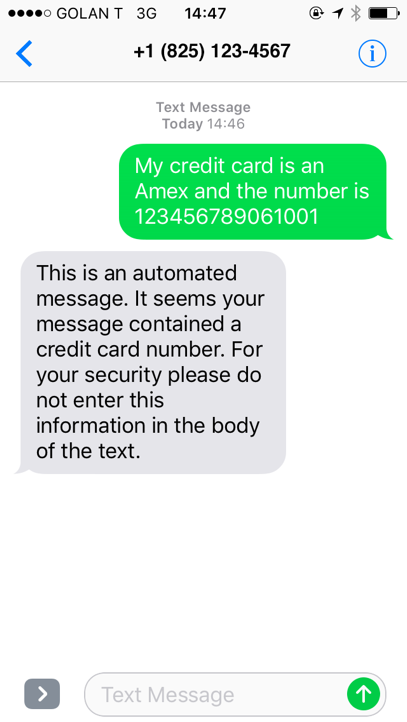 GOLAN T 3G 14:47
+1 (825) 123-4567
Text Message
Today 14:46
My credit card is an
Amex and the number is
123456789061001
This is an automated
message. It seems your
message contained a
credit card number. For
your security please do
not enter this
information in the body
of the text.
Text Message